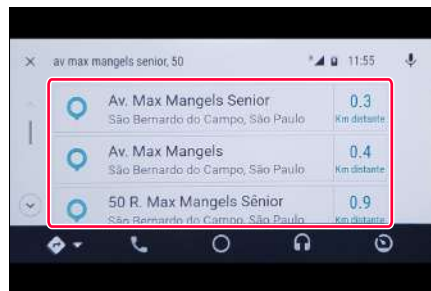 av max mangels senior, 50
11:55
Av. Max Mangels Senior
São Bernardo do Campo, São Paulo
0.3
Km distante
Av. Max Mangels
São Bernardo do Campo, São Paulo
0.4
Km distante
50 R. Max Mangels Sênior
São Bernardo do Campo, São Paulo
0.9
Km distante